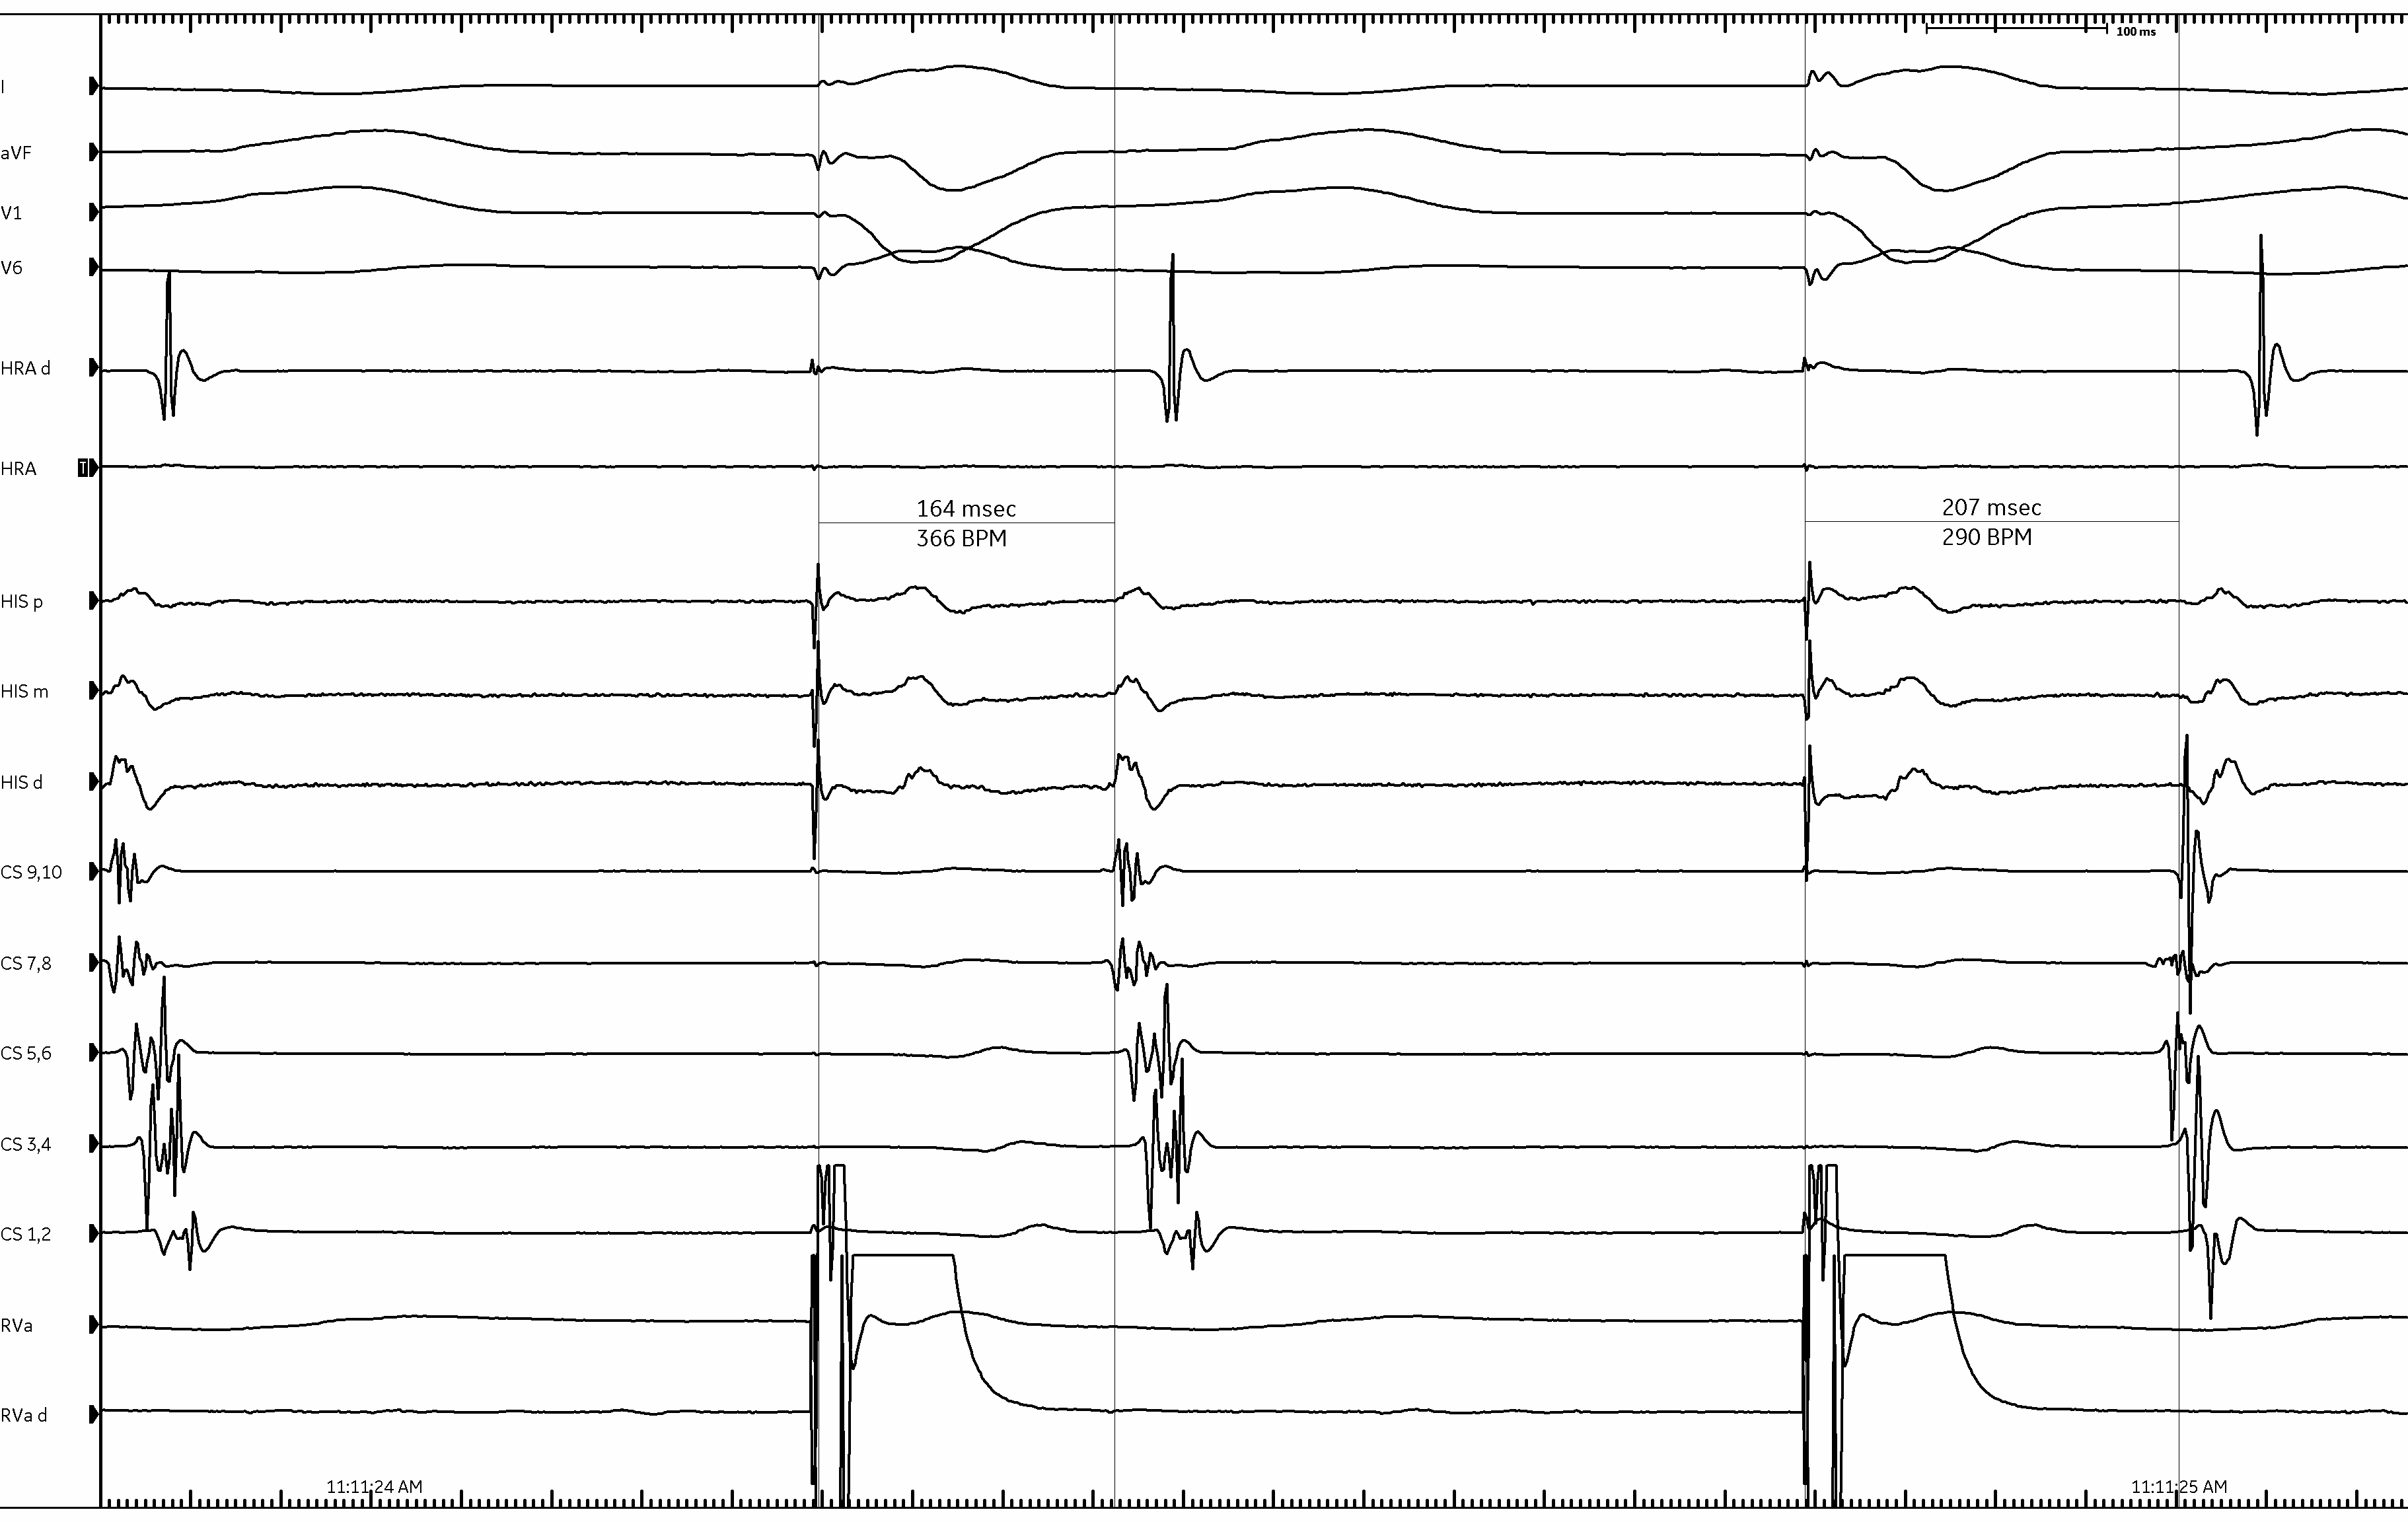 100 ms
I
aVF
V1
V6
HRA d
T
HRA
164 msec
366 BPM
207 msec
290 BPM
HIS p
HIS m
HIS d
CS 9,10
CS 7,8
CS 5,6
CS 3,4
CS 1,2
RVa
RVa d
11:11:24 AM
11:11:25 AM